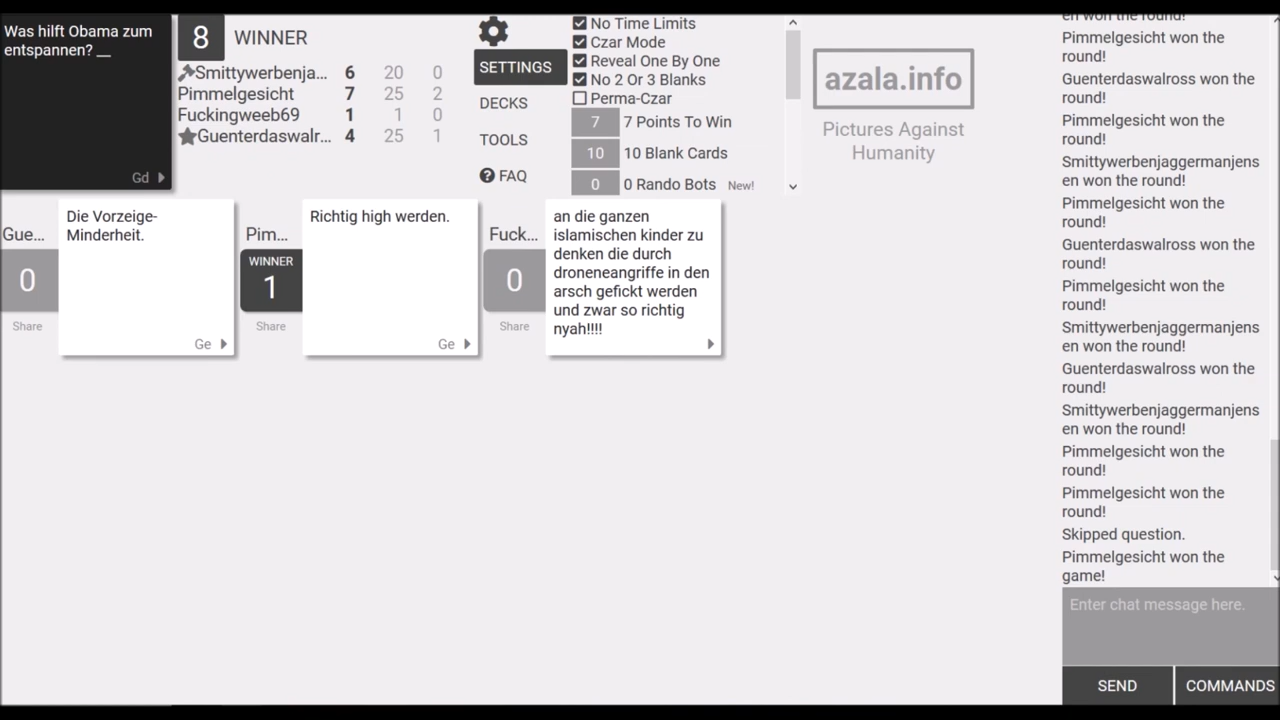 Was hilft Obama zum
entspannen? __
Gd
8 WINNER
Smittywerbenja... 6 20 0
Pimmelgesicht 7 25 2
Fuckingweeb69 1 1 0
Guenterdaswalr... 4 25 1
SETTINGS
DECKS
TOOLS
FAQ
No Time Limits
Czar Mode
Reveal One By One
No 2 Or 3 Blanks
Perma-Czar
7 7 Points To Win
10 10 Blank Cards
0 0 Rando Bots New!
azala.info
Pictures Against
Humanity
Gue...
0
Share
Die Vorzeige-
Minderheit.
Ge
Pim...
WINNER
1
Share
Richtig high werden.
Ge
Fuck...
0
Share
an die ganzen
islamischen kinder zu
denken die durch
droneneangriffe in den
arsch gefickt werden
und zwar so richtig
nyah!!!!
en won the round!
Pimmelgesicht won the
round!
Guenterdaswalross won the
round!
Pimmelgesicht won the
round!
Smittywerbenjaggermanjens
en won the round!
Pimmelgesicht won the
round!
Guenterdaswalross won the
round!
Pimmelgesicht won the
round!
Smittywerbenjaggermanjens
en won the round!
Guenterdaswalross won the
round!
Smittywerbenjaggermanjens
en won the round!
Pimmelgesicht won the
round!
Pimmelgesicht won the
round!
Skipped question.
Pimmelgesicht won the
game!
Enter chat message here.
SEND
COMMANDS